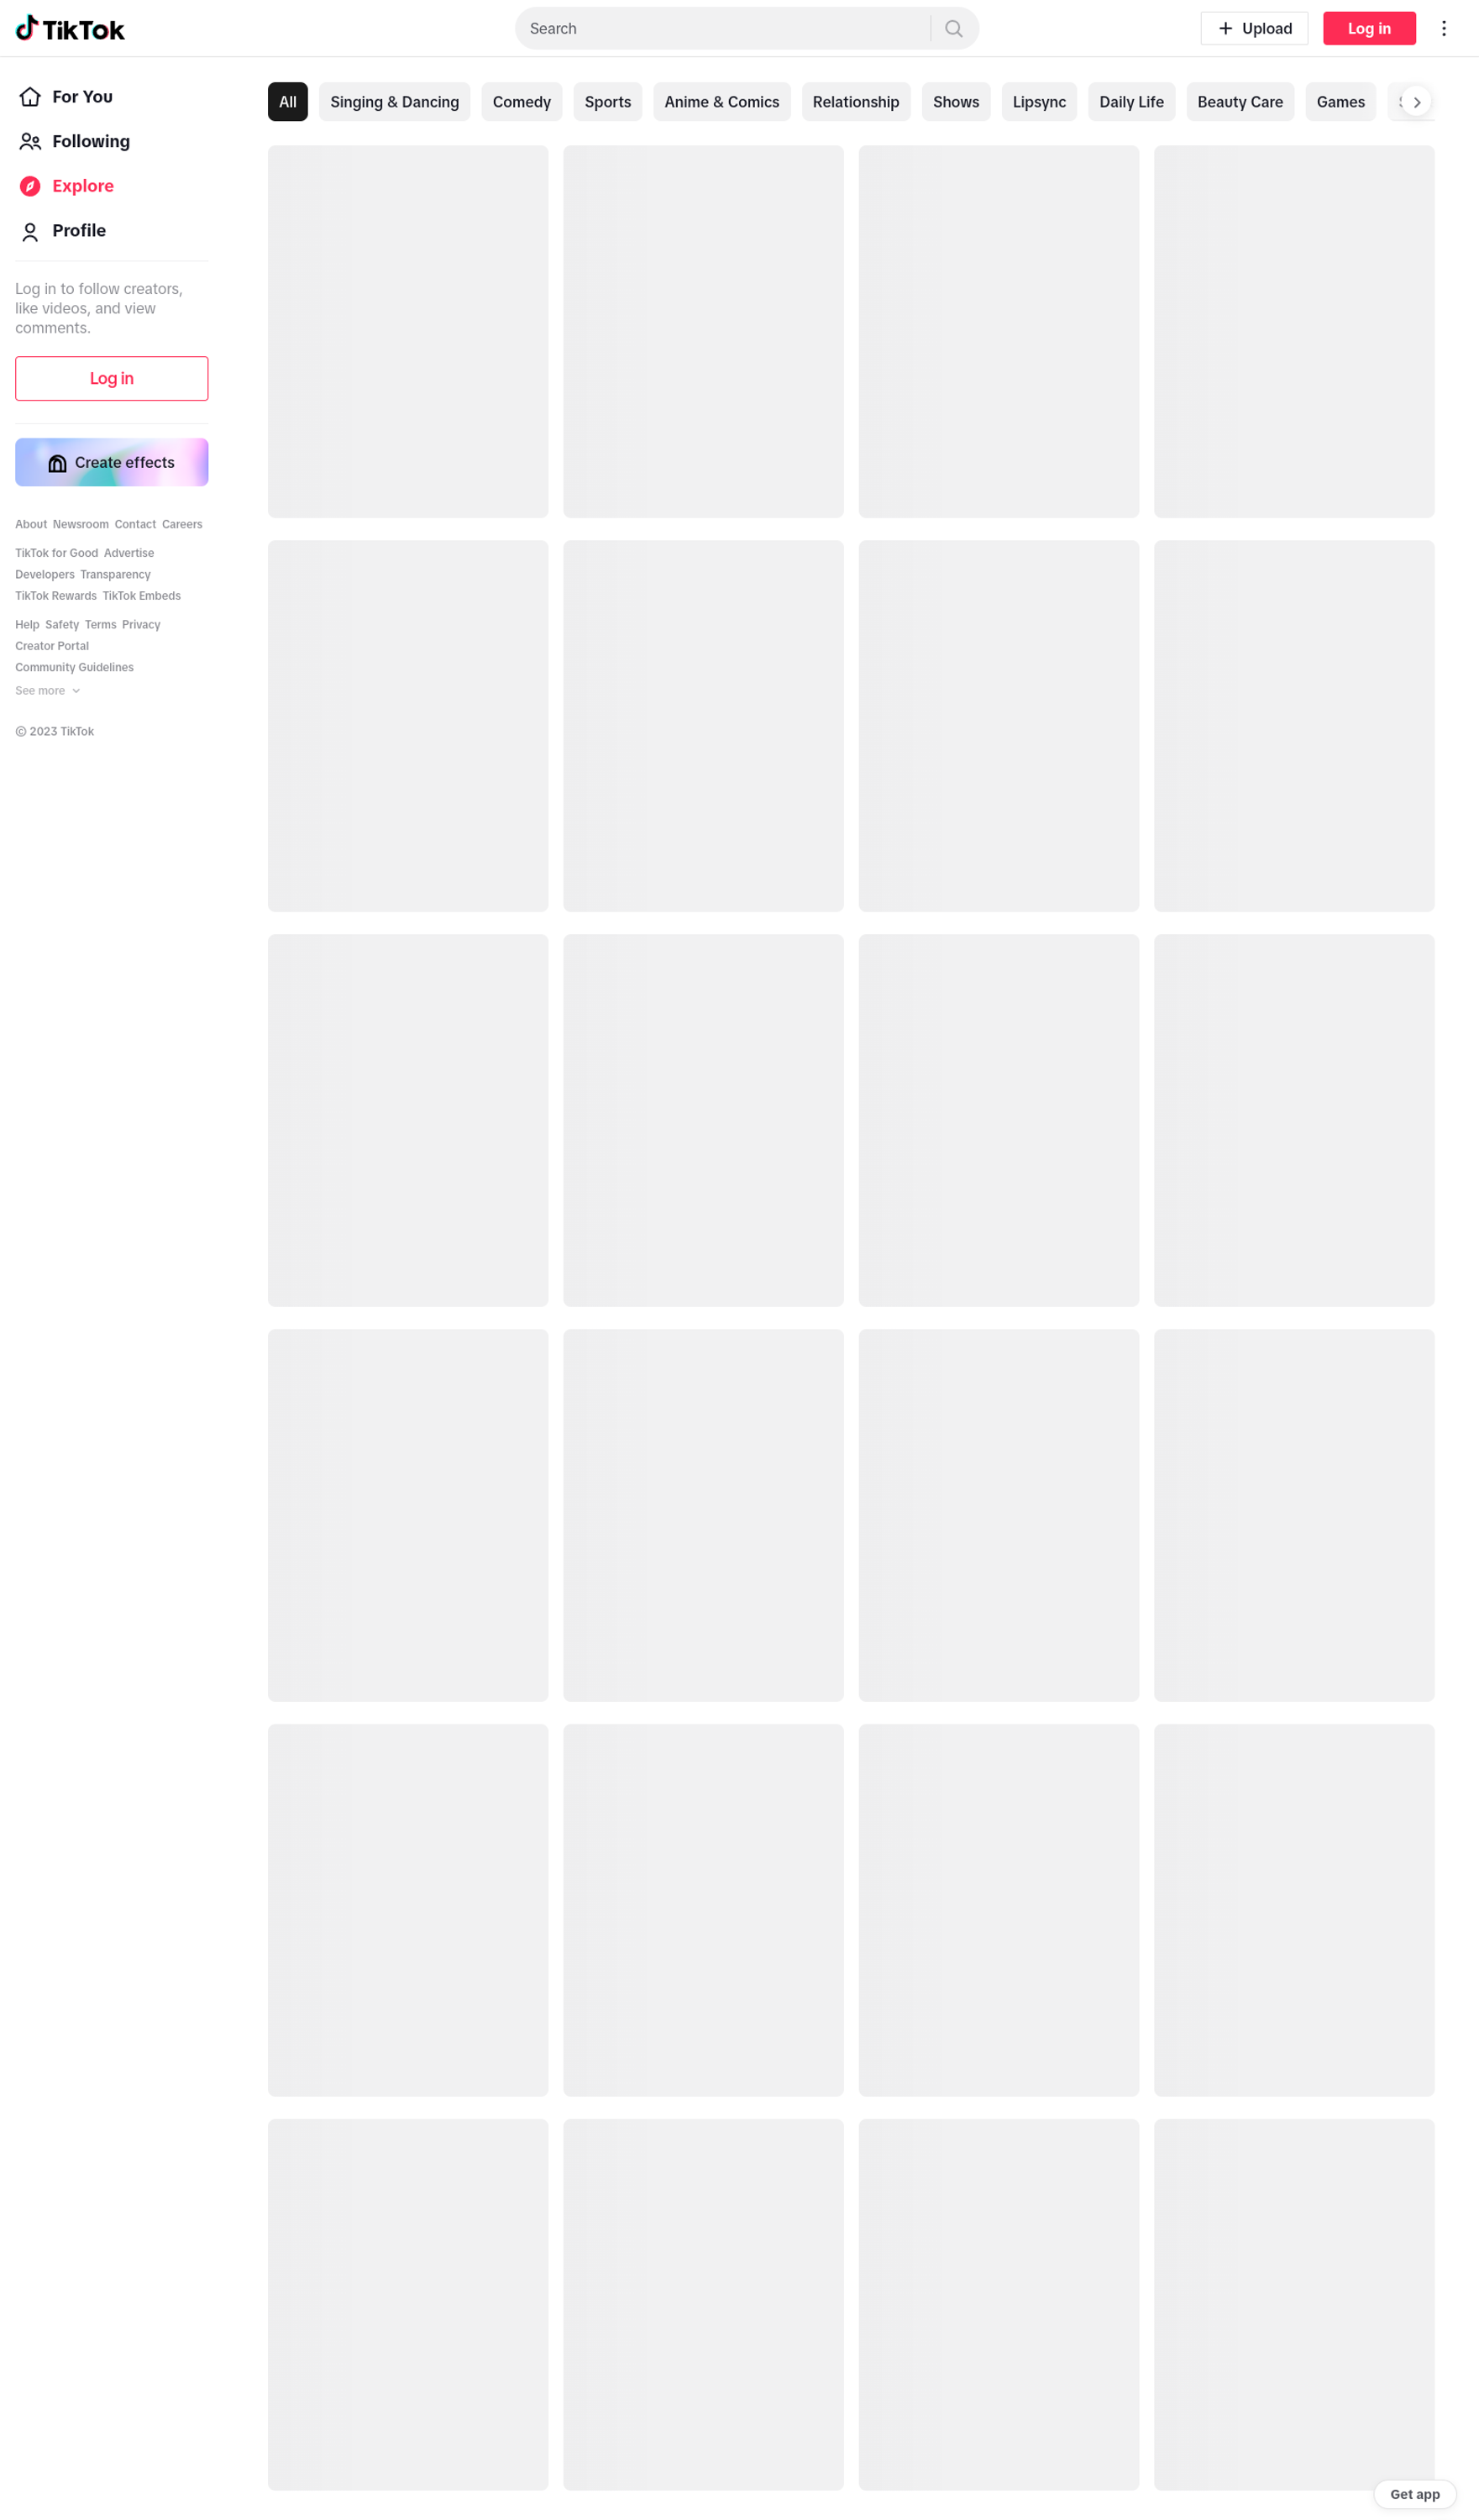 TikTok
Search
Upload
Log in
For You
Following
Explore
Profile
Log in to follow creators,
like videos, and view
comments.
Log in
Create effects
About Newsroom Contact Careers
TikTok for Good Advertise
Developers Transparency
TikTok Rewards TikTok Embeds
Help Safety Terms Privacy
Creator Portal
Community Guidelines
See more
© 2023 TikTok
All Singing & Dancing Comedy Sports Anime & Comics Relationship Shows Lipsync Daily Life Beauty Care Games
Get app